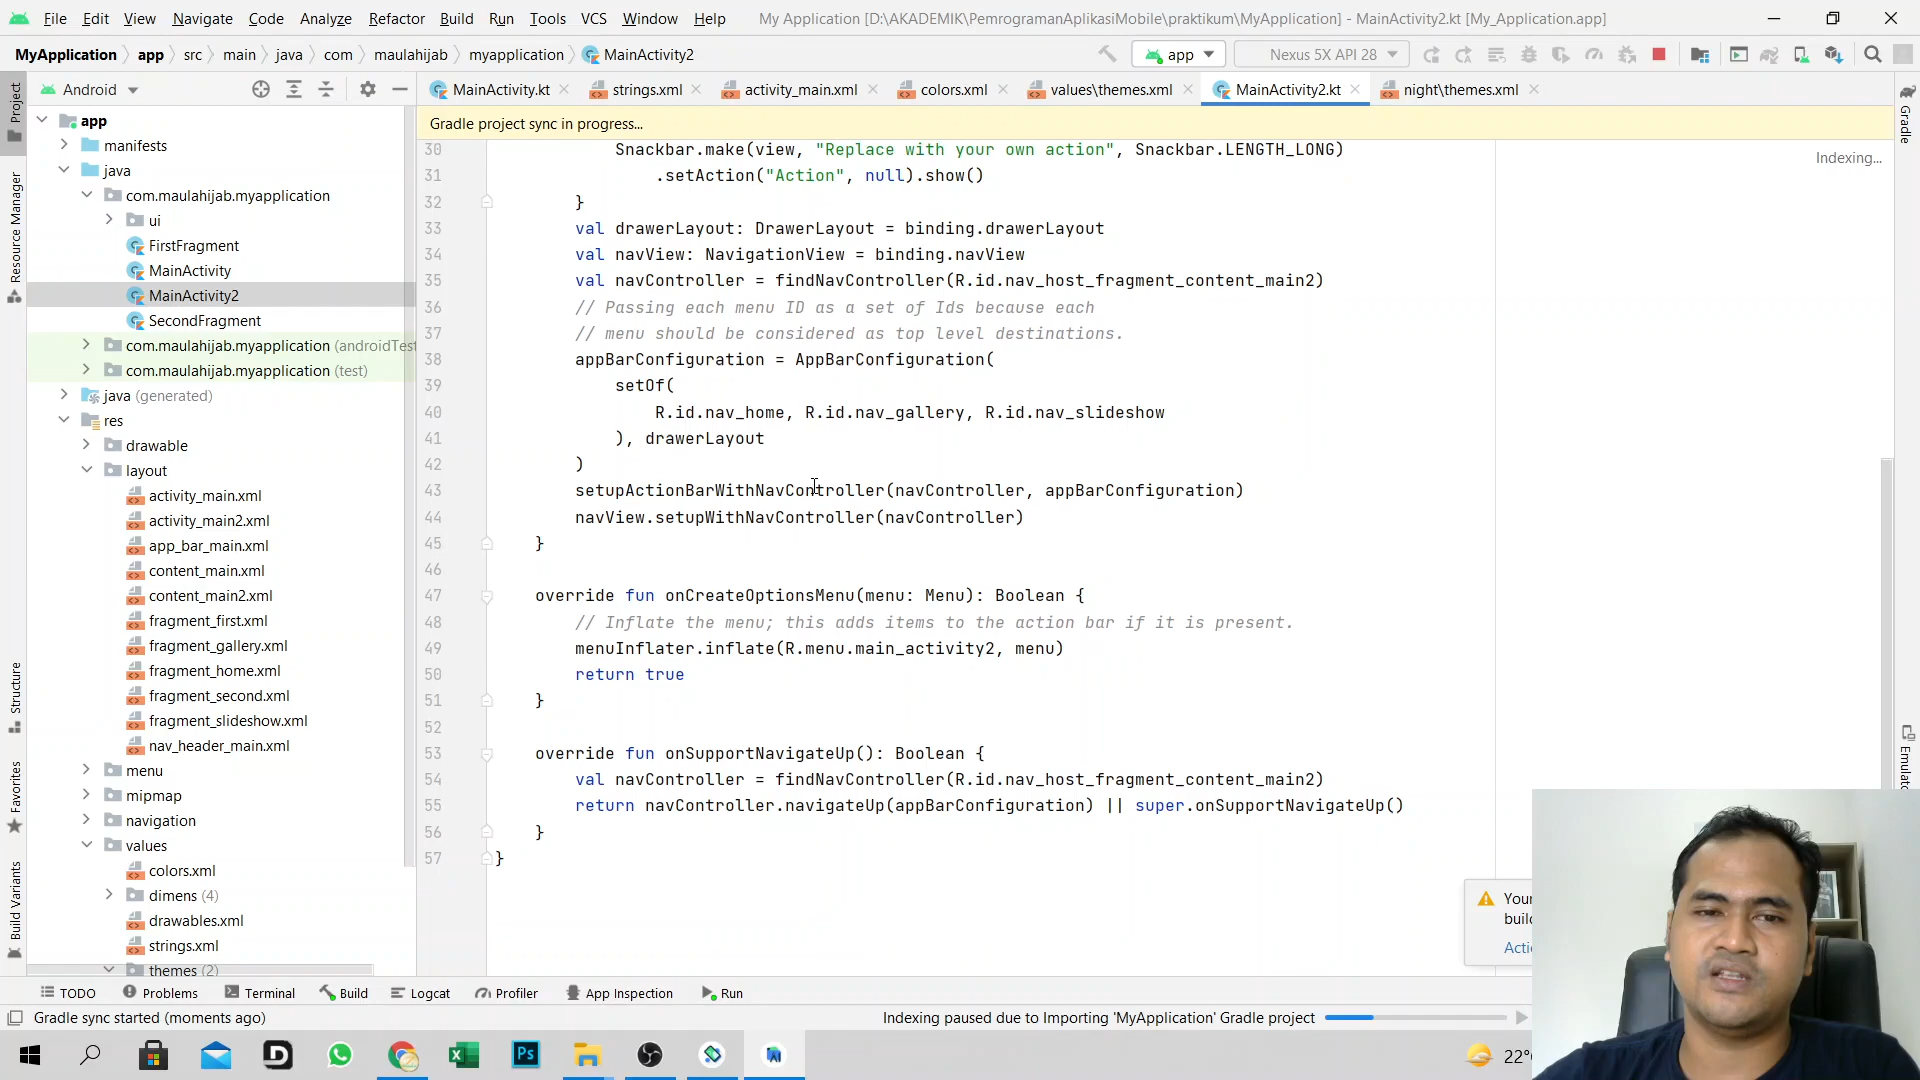 File Edit View Navigate Code Analyze Refactor Build Run Tools VCS Window Help My Application [D:\AKADEMIK\PemrogramanAplikasiMobile\praktikum\MyApplication] - MainActivity2.kt [My_Application.app]
MyApplication app src main java com maulahijab myapplication MainActivity2 app Nexus 5X API 28
Android MainActivity.kt strings.xml activity_main.xml colors.xml values\themes.xml MainActivity2.kt night\themes.xml
Gradle project sync in progress...
Indexing...
Project
Resource Manager
Structure
Favorites
Build Variants
Gradle
Emulato
app
manifests
java
com.maulahijab.myapplication
ui
FirstFragment
MainActivity
MainActivity2
SecondFragment
com.maulahijab.myapplication (androidTest
com.maulahijab.myapplication (test)
java (generated)
res
drawable
layout
activity_main.xml
activity_main2.xml
app_bar_main.xml
content_main.xml
content_main2.xml
fragment_first.xml
fragment_gallery.xml
fragment_home.xml
fragment_second.xml
fragment_slideshow.xml
nav_header_main.xml
menu
mipmap
navigation
values
colors.xml
dimens (4)
drawables.xml
strings.xml
themes (2)
30 Snackbar.make(view, "Replace with your own action", Snackbar.LENGTH_LONG)
31 .setAction("Action", null).show()
32 }
33 val drawerLayout: DrawerLayout = binding.drawerLayout
34 val navView: NavigationView = binding.navView
35 val navController = findNavController(R.id.nav_host_fragment_content_main2)
36 // Passing each menu ID as a set of Ids because each
37 // menu should be considered as top level destinations.
38 appBarConfiguration = AppBarConfiguration(
39 setOf(
40 R.id.nav_home, R.id.nav_gallery, R.id.nav_slideshow
41 ), drawerLayout
42 )
43 setupActionBarWithNavController(navController, appBarConfiguration)
44 navView.setupWithNavController(navController)
45 }
46
47 override fun onCreateOptionsMenu(menu: Menu): Boolean {
48 // Inflate the menu; this adds items to the action bar if it is present.
49 menuInflater.inflate(R.menu.main_activity2, menu)
50 return true
51 }
52
53 override fun onSupportNavigateUp(): Boolean {
54 val navController = findNavController(R.id.nav_host_fragment_content_main2)
55 return navController.navigateUp(appBarConfiguration) || super.onSupportNavigateUp()
56 }
57 }
Your
build
Acti
TODO Problems Terminal Build Logcat Profiler App Inspection Run
Gradle sync started (moments ago) Indexing paused due to Importing 'MyApplication' Gradle project
22°